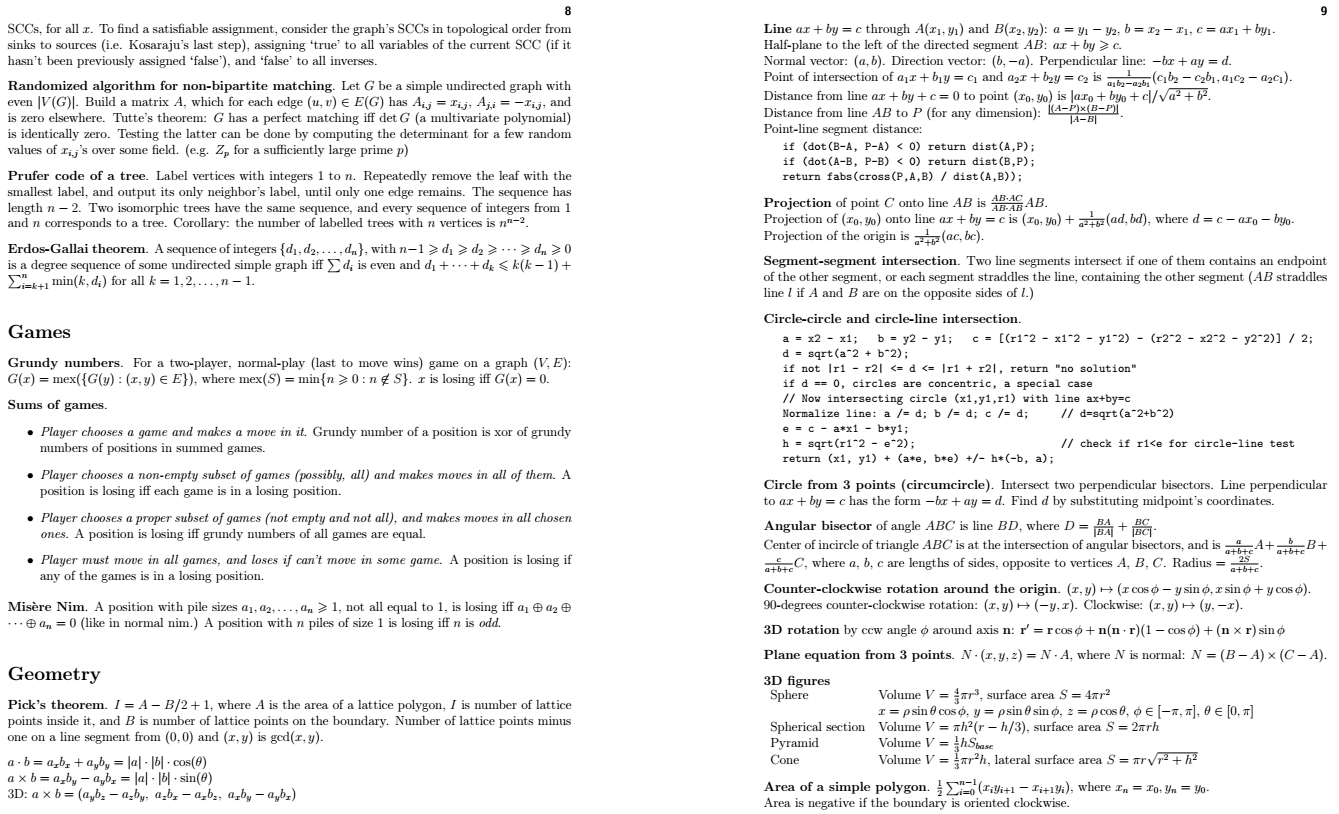 8
SCCs, for all x. To find a satisfiable assignment, consider the graph's SCCs in topological order from
sinks to sources (i.e. Kosaraju's last step), assigning 'true' to all variables of the current SCC (if it
hasn't been previously assigned 'false'), and 'false' to all inverses.
Randomized algorithm for non-bipartite matching. Let G be a simple undirected graph with
even |V(G)|. Build a matrix A, which for each edge (u, v) ∈ E(G) has A_{i,j} = x_{i,j}, A_{j,i} = −x_{i,j}, and
is zero elsewhere. Tutte's theorem: G has a perfect matching iff det G (a multivariate polynomial)
is identically zero. Testing the latter can be done by computing the determinant for a few random
values of x_{i,j}'s over some field. (e.g. Z_p for a sufficiently large prime p)
Prufer code of a tree. Label vertices with integers 1 to n. Repeatedly remove the leaf with the
smallest label, and output its only neighbor's label, until only one edge remains. The sequence has
length n − 2. Two isomorphic trees have the same sequence, and every sequence of integers from 1
and n corresponds to a tree. Corollary: the number of labelled trees with n vertices is n^{n−2}.
Erdos-Gallai theorem. A sequence of integers {d_1, d_2, . . . , d_n}, with n−1 ⩾ d_1 ⩾ d_2 ⩾ ··· ⩾ d_n ⩾ 0
is a degree sequence of some undirected simple graph iff ∑ d_i is even and d_1 + ··· + d_k ⩽ k(k − 1) +
∑_{i=k+1}^{n} min(k, d_i) for all k = 1, 2, . . . , n − 1.
Games
Grundy numbers. For a two-player, normal-play (last to move wins) game on a graph (V, E):
G(x) = mex({G(y) : (x, y) ∈ E}), where mex(S) = min{n ⩾ 0 : n ∉ S}. x is losing iff G(x) = 0.
Sums of games.
• Player chooses a game and makes a move in it. Grundy number of a position is xor of grundy
numbers of positions in summed games.
• Player chooses a non-empty subset of games (possibly, all) and makes moves in all of them. A
position is losing iff each game is in a losing position.
• Player chooses a proper subset of games (not empty and not all), and makes moves in all chosen
ones. A position is losing iff grundy numbers of all games are equal.
• Player must move in all games, and loses if can't move in some game. A position is losing if
any of the games is in a losing position.
Misère Nim. A position with pile sizes a_1, a_2, . . . , a_n ⩾ 1, not all equal to 1, is losing iff a_1 ⊕ a_2 ⊕
··· ⊕ a_n = 0 (like in normal nim.) A position with n piles of size 1 is losing iff n is odd.
Geometry
Pick's theorem. I = A − B/2 + 1, where A is the area of a lattice polygon, I is number of lattice
points inside it, and B is number of lattice points on the boundary. Number of lattice points minus
one on a line segment from (0, 0) and (x, y) is gcd(x, y).
a · b = a_x b_x + a_y b_y = |a| · |b| · cos(θ)
a × b = a_x b_y − a_y b_x = |a| · |b| · sin(θ)
3D: a × b = (a_y b_z − a_z b_y, a_z b_x − a_x b_z, a_x b_y − a_y b_x)
9
Line ax + by = c through A(x_1, y_1) and B(x_2, y_2): a = y_1 − y_2, b = x_2 − x_1, c = ax_1 + by_1.
Half-plane to the left of the directed segment AB: ax + by ⩾ c.
Normal vector: (a, b). Direction vector: (b, −a). Perpendicular line: −bx + ay = d.
Point of intersection of a_1x + b_1y = c_1 and a_2x + b_2y = c_2 is \frac{1}{a_1b_2−a_2b_1}(c_1b_2 − c_2b_1, a_1c_2 − a_2c_1).
Distance from line ax + by + c = 0 to point (x_0, y_0) is |ax_0 + by_0 + c|/√(a^2 + b^2).
Distance from line AB to P (for any dimension): \frac{|(A−P)×(B−P)|}{|A−B|}.
Point-line segment distance:
if (dot(B-A, P-A) < 0) return dist(A,P);
if (dot(A-B, P-B) < 0) return dist(B,P);
return fabs(cross(P,A,B) / dist(A,B));
Projection of point C onto line AB is \frac{AB·AC}{AB·AB}AB.
Projection of (x_0, y_0) onto line ax + by = c is (x_0, y_0) + \frac{1}{a^2+b^2}(ad, bd), where d = c − ax_0 − by_0.
Projection of the origin is \frac{1}{a^2+b^2}(ac, bc).
Segment-segment intersection. Two line segments intersect if one of them contains an endpoint
of the other segment, or each segment straddles the line, containing the other segment (AB straddles
line l if A and B are on the opposite sides of l.)
Circle-circle and circle-line intersection.
a = x2 - x1; b = y2 - y1; c = [(r1^2 - x1^2 - y1^2) - (r2^2 - x2^2 - y2^2)] / 2;
d = sqrt(a^2 + b^2);
if not |r1 - r2| <= d <= |r1 + r2|, return "no solution"
if d == 0, circles are concentric, a special case
// Now intersecting circle (x1,y1,r1) with line ax+by=c
Normalize line: a /= d; b /= d; c /= d; // d=sqrt(a^2+b^2)
e = c - a*x1 - b*y1;
h = sqrt(r1^2 - e^2); // check if r1<e for circle-line test
return (x1, y1) + (a*e, b*e) +/- h*(-b, a);
Circle from 3 points (circumcircle). Intersect two perpendicular bisectors. Line perpendicular
to ax + by = c has the form −bx + ay = d. Find d by substituting midpoint's coordinates.
Angular bisector of angle ABC is line BD, where D = \frac{BA}{|BA|} + \frac{BC}{|BC|}.
Center of incircle of triangle ABC is at the intersection of angular bisectors, and is \frac{a}{a+b+c}A + \frac{b}{a+b+c}B +
\frac{c}{a+b+c}C, where a, b, c are lengths of sides, opposite to vertices A, B, C. Radius = \frac{2S}{a+b+c}.
Counter-clockwise rotation around the origin. (x, y) ↦ (x cos ϕ − y sin ϕ, x sin ϕ + y cos ϕ).
90-degrees counter-clockwise rotation: (x, y) ↦ (−y, x). Clockwise: (x, y) ↦ (y, −x).
3D rotation by ccw angle ϕ around axis n: r′ = r cos ϕ + n(n · r)(1 − cos ϕ) + (n × r) sin ϕ
Plane equation from 3 points. N · (x, y, z) = N · A, where N is normal: N = (B − A) × (C − A).
3D figures
Sphere Volume V = \frac{4}{3}πr^3, surface area S = 4πr^2
x = ρ sin θ cos ϕ, y = ρ sin θ sin ϕ, z = ρ cos θ, ϕ ∈ [−π, π], θ ∈ [0, π]
Spherical section Volume V = πh^2(r − h/3), surface area S = 2πrh
Pyramid Volume V = \frac{1}{3}hS_{base}
Cone Volume V = \frac{1}{3}πr^2h, lateral surface area S = πr√(r^2 + h^2)
Area of a simple polygon. \frac{1}{2} ∑_{i=0}^{n−1}(x_i y_{i+1} − x_{i+1} y_i), where x_n = x_0, y_n = y_0.
Area is negative if the boundary is oriented clockwise.